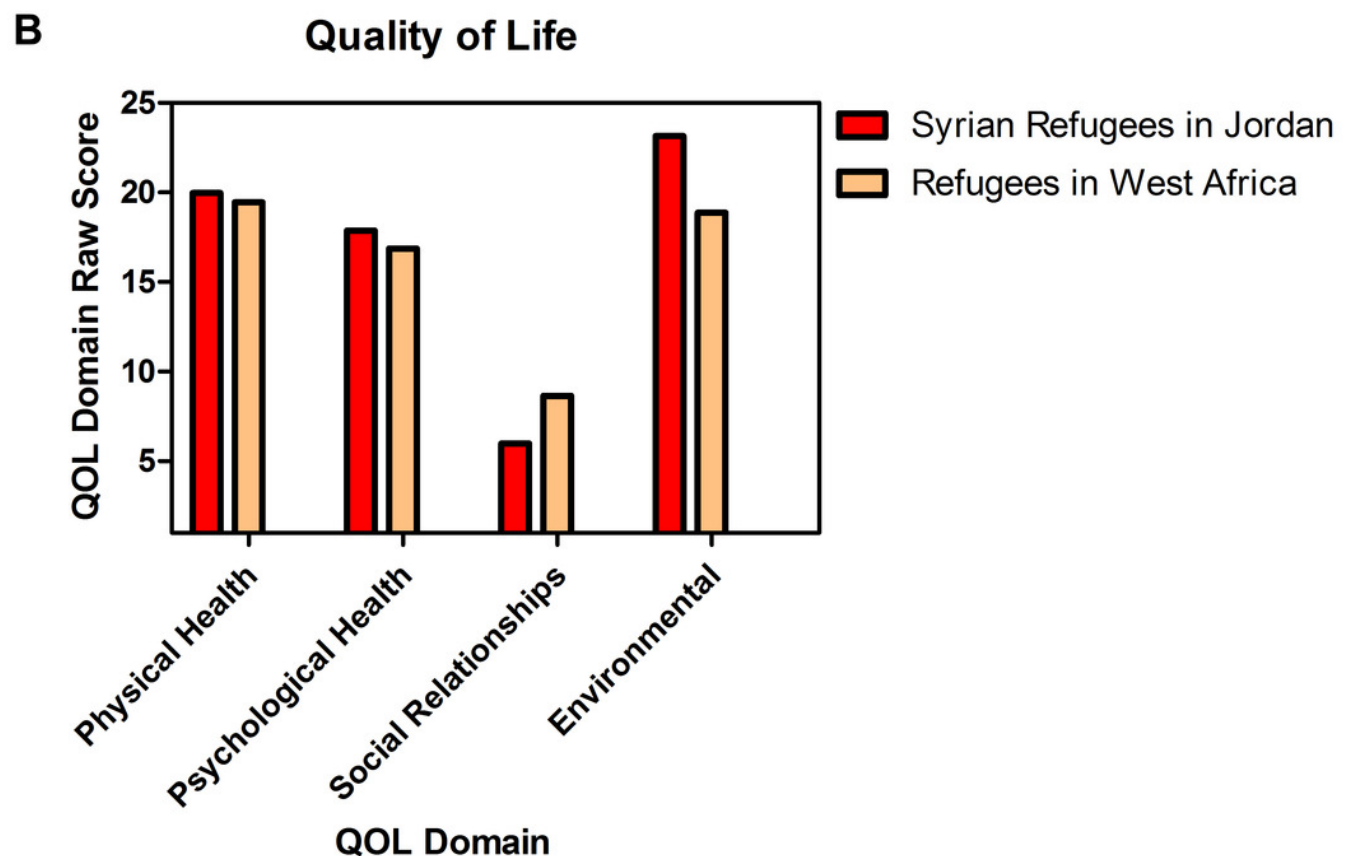 B
Quality of Life
QOL Domain Raw Score
25
20
15
10
5
Syrian Refugees in Jordan
Refugees in West Africa
Physical Health
Psychological Health
Social Relationships
Environmental
QOL Domain